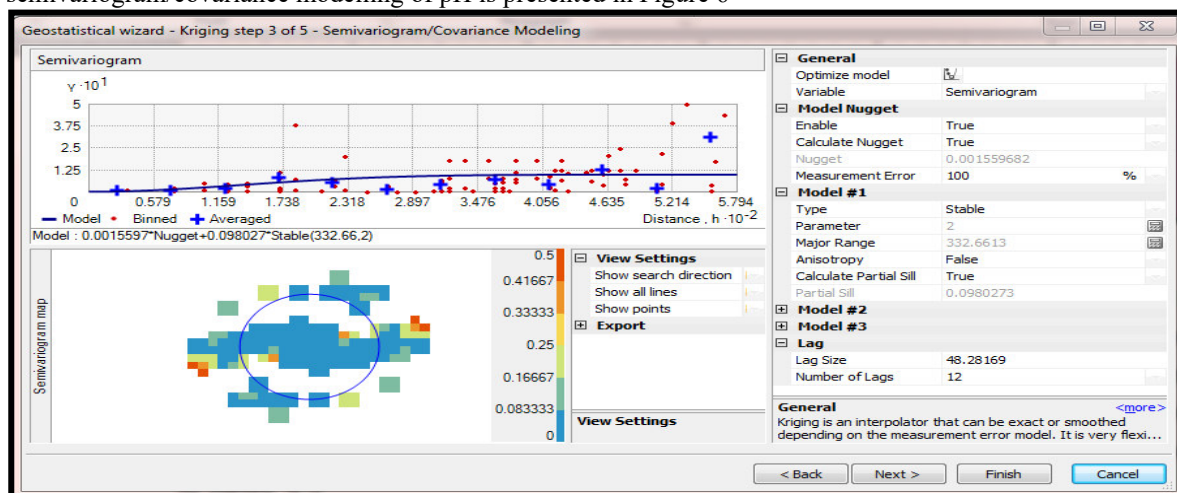 semivariogram/covariance modelling of pH is presented in Figure 6
Geostatistical wizard - Kriging step 3 of 5 - Semivariogram/Covariance Modeling
Semivariogram
γ ·10¹
5
3.75
2.5
1.25
0 0.579 1.159 1.738 2.318 2.897 3.476 4.056 4.635 5.214 5.794
Model Binned Averaged
Distance , h ·10⁻²
Model : 0.0015597*Nugget+0.098027*Stable(332.66,2)
Semivariogram map
0.5
0.41667
0.33333
0.25
0.16667
0.083333
0
View Settings
Show search direction
Show all lines
Show points
Export
View Settings
General
Optimize model
Variable Semivariogram
Model Nugget
Enable True
Calculate Nugget True
Nugget 0.001559682
Measurement Error 100 %
Model #1
Type Stable
Parameter 2
Major Range 332.6613
Anisotropy False
Calculate Partial Sill True
Partial Sill 0.0980273
Model #2
Model #3
Lag
Lag Size 48.28169
Number of Lags 12
General <more>
Kriging is an interpolator that can be exact or smoothed
depending on the measurement error model. It is very flexi...
< Back Next > Finish Cancel